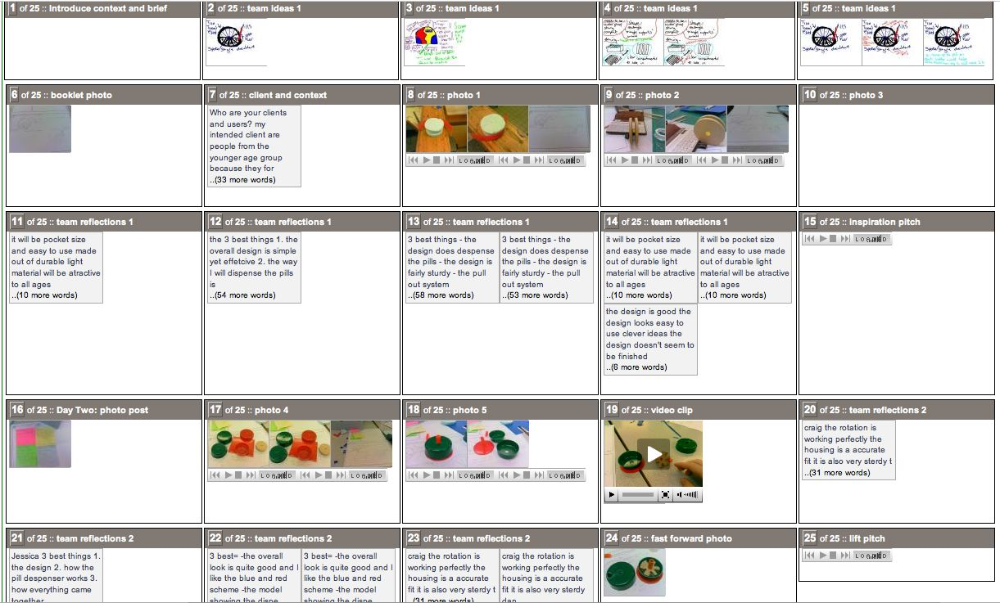 1 of 25 :: Introduce context and brief
2 of 25 :: team ideas 1
3 of 25 :: team ideas 1
4 of 25 :: team ideas 1
5 of 25 :: team ideas 1
6 of 25 :: booklet photo
7 of 25 :: client and context
Who are your clients
and users? my
intended client are
people from the
younger age group
because they for
..(33 more words)
8 of 25 :: photo 1
9 of 25 :: photo 2
10 of 25 :: photo 3
11 of 25 :: team reflections 1
it will be pocket size
and easy to use made
out of durable light
material will be atractive
to all ages
..(10 more words)
12 of 25 :: team reflections 1
the 3 best things 1. the
overall design is simple
yet effetcive 2. the way
I will dispense the pills
is
..(54 more words)
13 of 25 :: team reflections 1
3 best things - the
design does despense
the pills - the design is
fairly sturdy - the pull
out system
..(58 more words)
3 best things - the
design does despense
the pills - the design is
fairly sturdy - the pull
out system
..(53 more words)
14 of 25 :: team reflections 1
it will be pocket size
and easy to use made
out of durable light
material will be atractive
to all ages
..(10 more words)
it will be pocket size
and easy to use made
out of durable light
material will be atractive
to all ages
..(10 more words)
the design is good the
design looks easy to
use clever ideas the
design doesn't seem to
be finished
..(6 more words)
15 of 25 :: inspiration pitch
16 of 25 :: Day Two: photo post
17 of 25 :: photo 4
18 of 25 :: photo 5
19 of 25 :: video clip
20 of 25 :: team reflections 2
craig the rotation is
working perfectly the
housing is a accurate
fit it is also very sterdy t
..(31 more words)
21 of 25 :: team reflections 2
Jessica 3 best things 1.
the design 2. how the
pill despenser works 3.
how everything came
together
22 of 25 :: team reflections 2
3 best= -the overall
look is quite good and I
like the blue and red
scheme -the model
showing the dispe
3 best= -the overall
look is quite good and I
like the blue and red
scheme -the model
showing the dispe
23 of 25 :: team reflections 2
craig the rotation is
working perfectly the
housing is a accurate
fit it is also very sterdy t
..(31 more words)
craig the rotation is
working perfectly the
housing is a accurate
fit it is also very sterdy
dan
24 of 25 :: fast forward photo
25 of 25 :: lift pitch